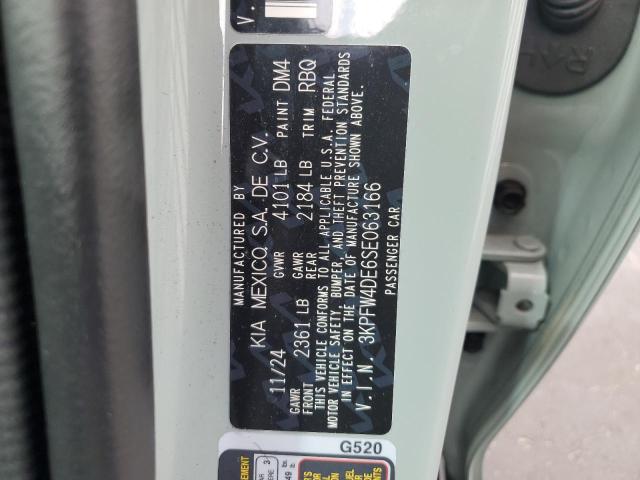 MANUFACTURED BY
KIA MEXICO, S.A. DE C.V.
11/24 GVWR 4101 LB PAINT DM4
GAWR FRONT 2361 LB GAWR REAR 2184 LB TRIM RBQ
THIS VEHICLE CONFORMS TO ALL APPLICABLE U.S.A. FEDERAL
MOTOR VEHICLE SAFETY, BUMPER, AND THEFT PREVENTION STANDARDS
IN EFFECT ON THE DATE OF MANUFACTURE SHOWN ABOVE.
V.I.N. 3KPFW4DE6SE063166
PASSENGER CAR
G520